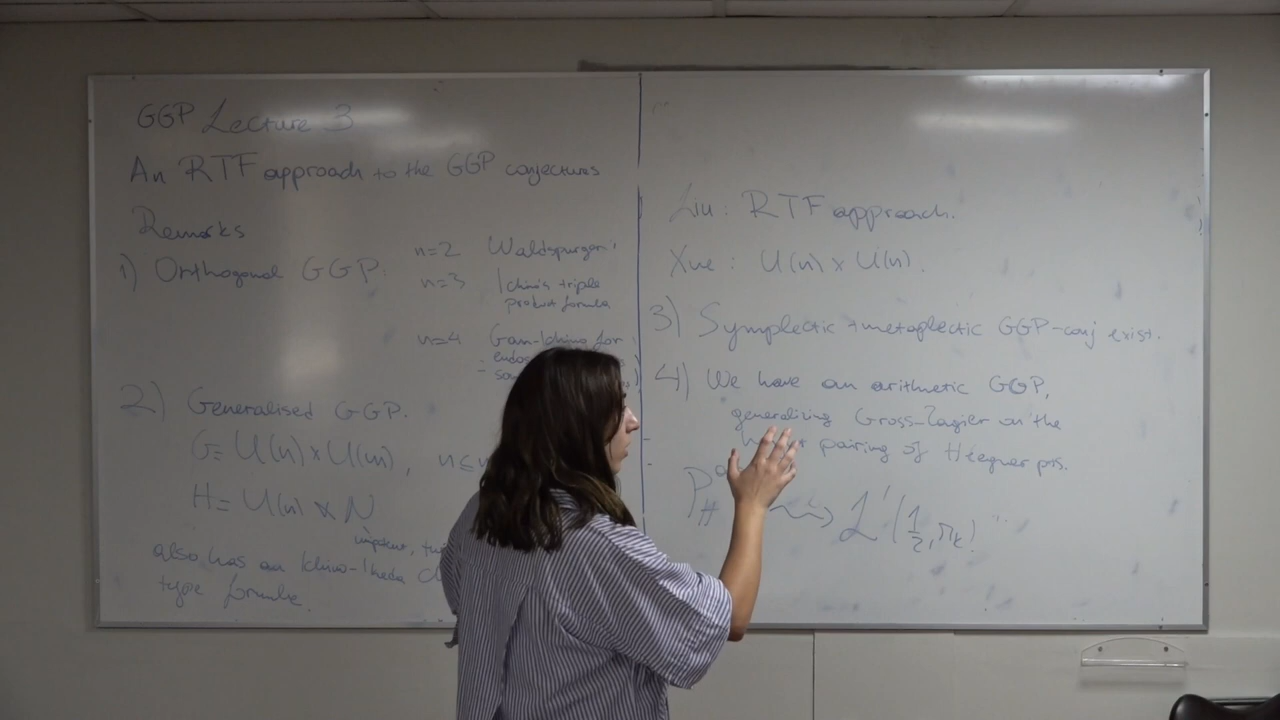 GGP Lecture 3
An RTF approach to the GGP conjectures
Remarks
1) Orthogonal GGP:
n=2 Waldspurger
n=3 Ichino's triple
product formula
n=4 Gan-Ichino for
2) Generalised GGP.
G = U(n) x U(m), n ≤
H = U(n) ⋉ N
also has an Ichino-Ikeda
type formula.
Liu: RTF approach.
Xue: U(n) x U(n).
3) Symplectic + metaplectic GGP-conj exist.
4) We have an arithmetic GGP,
generalizing Gross-Zagier on the
pairing of Heegner pts.
P_H ⇝ L'(1/2, π_E)